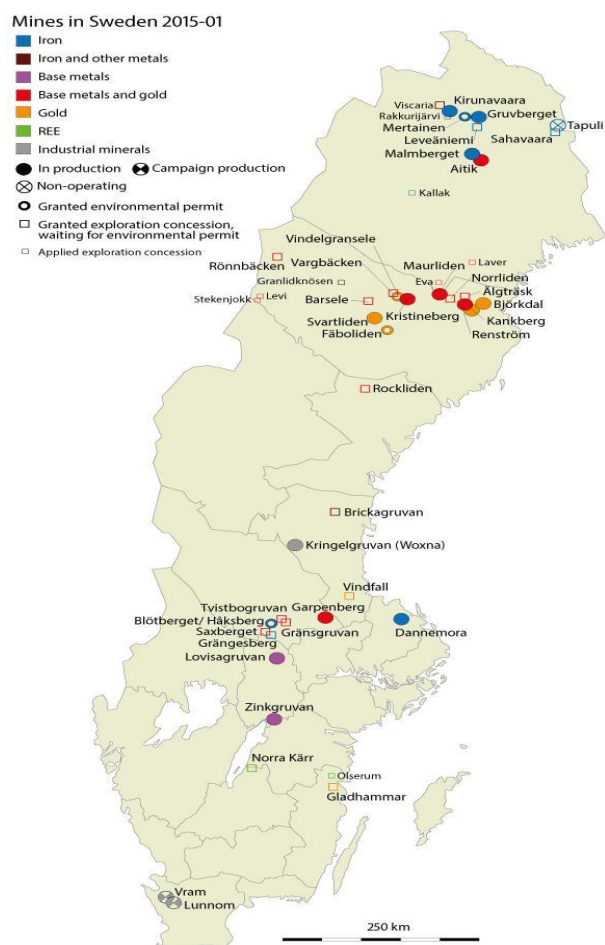 Mines in Sweden 2015-01
Iron
Iron and other metals
Base metals
Base metals and gold
Gold
REE
Industrial minerals
In production
Campaign production
Non-operating
Granted environmental permit
Granted exploration concession,
waiting for environmental permit
Applied exploration concession
Viscaria
Kirunavaara
Rakkurijärvi
Gruvberget
Mertainen
Tapuli
Leveäniemi
Sahavaara
Malmberget
Aitik
Kallak
Vindelgransele
Rönnbäcken
Vargbäcken
Maurliden
Laver
Granlidknösen
Eva
Norrliden
Stekenjokk
Levi
Barsele
Älgträsk
Björkdal
Svartliden
Kristineberg
Kankberg
Fäboliden
Renström
Rockliden
Brickagruvan
Kringelgruvan (Woxna)
Vindfall
Tvistbogruvan
Garpenberg
Blötberget/ Håksberg
Saxberget
Gränsgruvan
Dannemora
Grängesberg
Lovisagruvan
Zinkgruvan
Norra Kärr
Olserum
Gladhammar
Vram
Lunnom
250 km